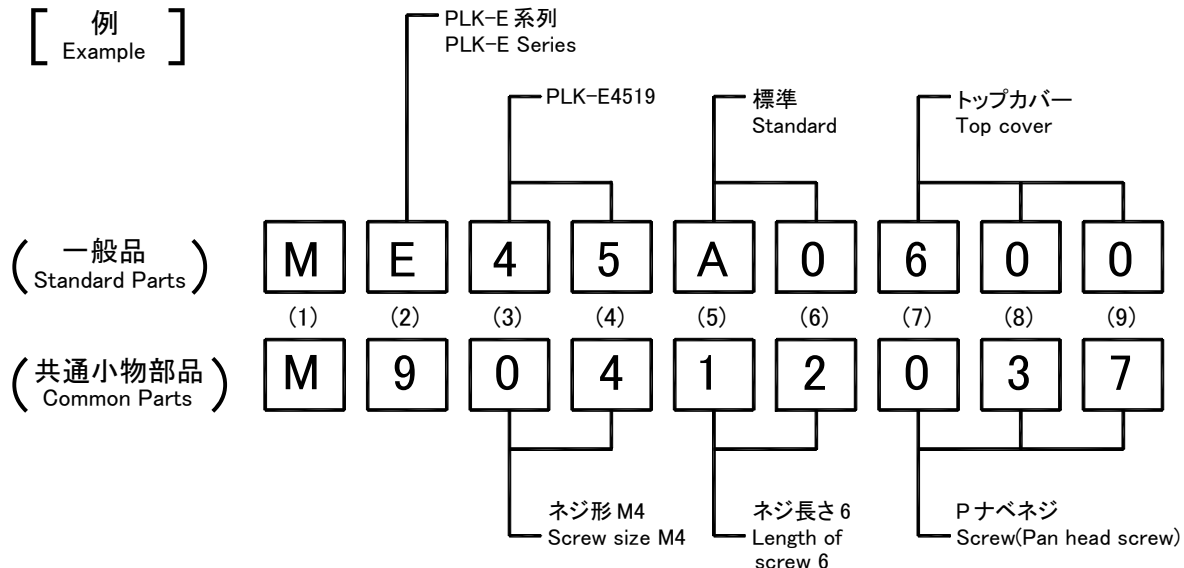 例
Example
PLK-E 系列
PLK-E Series
PLK-E4519
標準
Standard
トップカバー
Top cover
一般品
Standard Parts
M E 4 5 A 0 6 0 0
(1) (2) (3) (4) (5) (6) (7) (8) (9)
共通小物部品
Common Parts
M 9 0 4 1 2 0 3 7
ネジ形 M4
Screw size M4
ネジ長さ 6
Length of
screw 6
Pナベネジ
Screw(Pan head screw)